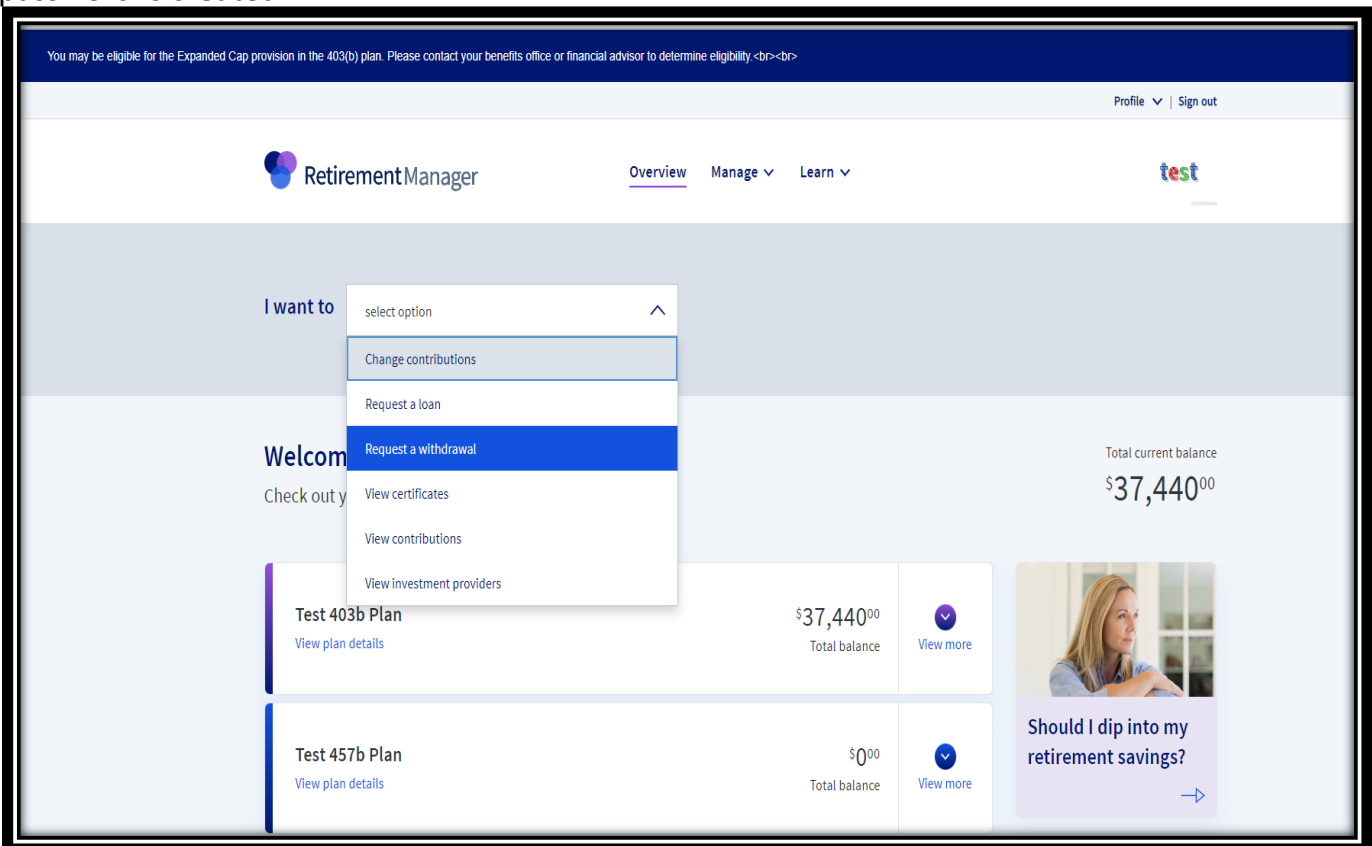 You may be eligible for the Expanded Cap provision in the 403(b) plan. Please contact your benefits office or financial advisor to determine eligibility.<br><br>
Profile | Sign out
RetirementManager
Overview Manage Learn
test
I want to
select option
Change contributions
Request a loan
Request a withdrawal
View certificates
View contributions
View investment providers
Welcom
Check out y
Total current balance
$37,44000
Test 403b Plan
View plan details
$37,44000
Total balance
View more
Test 457b Plan
View plan details
$000
Total balance
View more
Should I dip into my
retirement savings?